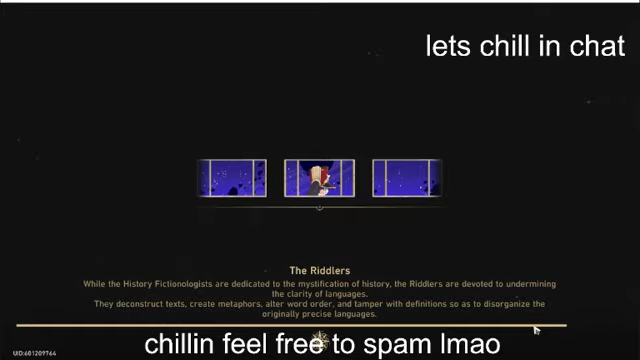 lets chill in chat
The Riddlers
While the History Fictionologists are dedicated to the mystification of history, the Riddlers are devoted to undermining
the clarity of languages.
They deconstruct texts, create metaphors, alter word order, and tamper with definitions so as to disorganize the
originally precise languages.
chillin feel free to spam lmao
UID:601209764